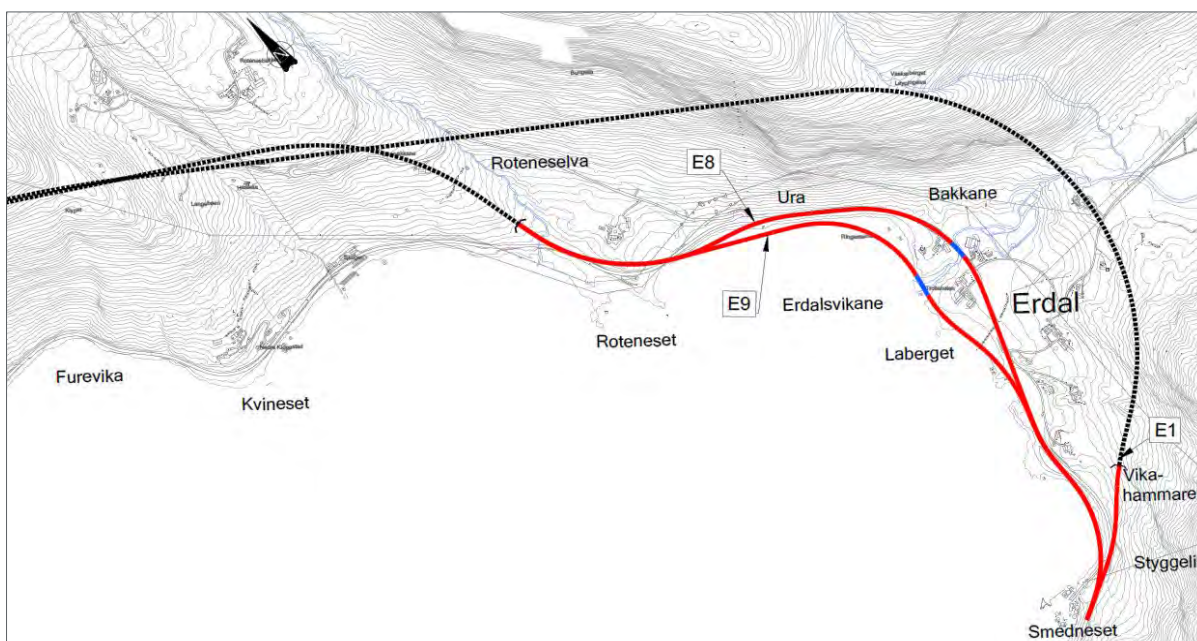 E8
Roteneselva
Ura
Bakkane
E9
Erdalsvikane
Erdal
Roteneset
Laberget
Furevika
Kvineset
E1
Vika-
hammare
Styggeli
Smedneset